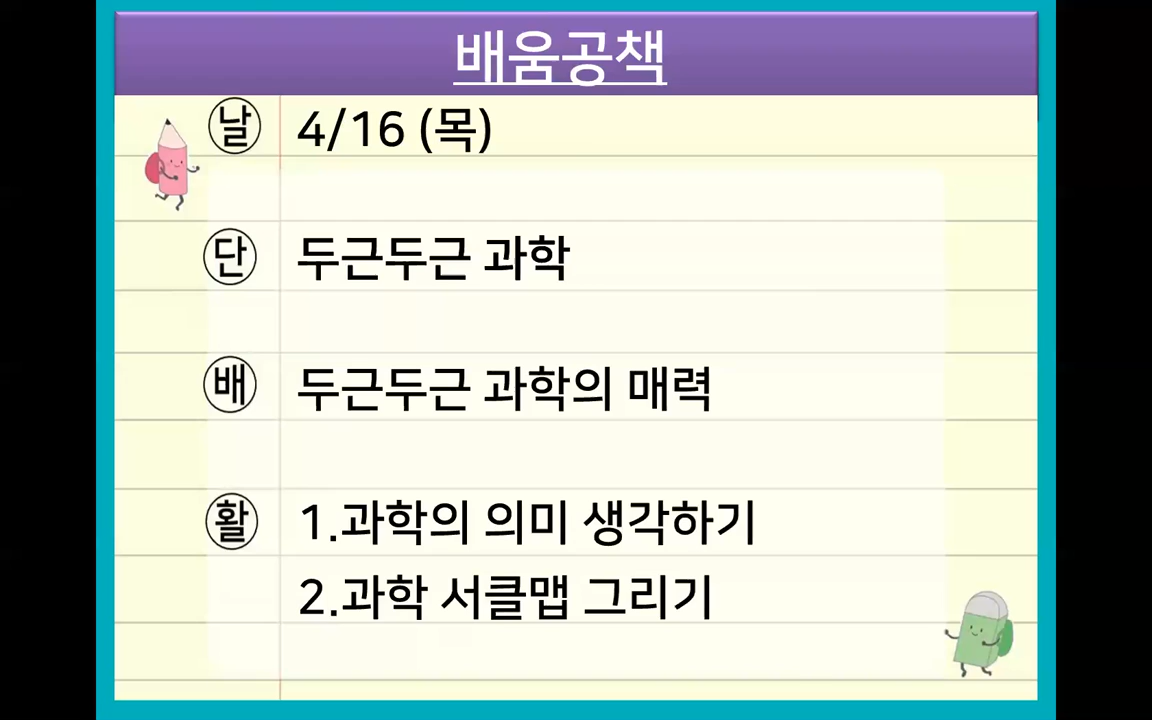 배움공책
날 4/16 (목)
단 두근두근 과학
배 두근두근 과학의 매력
활 1.과학의 의미 생각하기
2.과학 서클맵 그리기